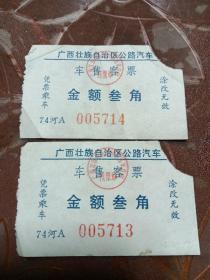 广西壮族自治区公路汽车
车售客票
金额叁角
凭票乘车
涂改无效
74河A 005714
广西壮族自治区公路汽车
车售客票
金额叁角
凭票乘车
涂改无效
74河A 005713